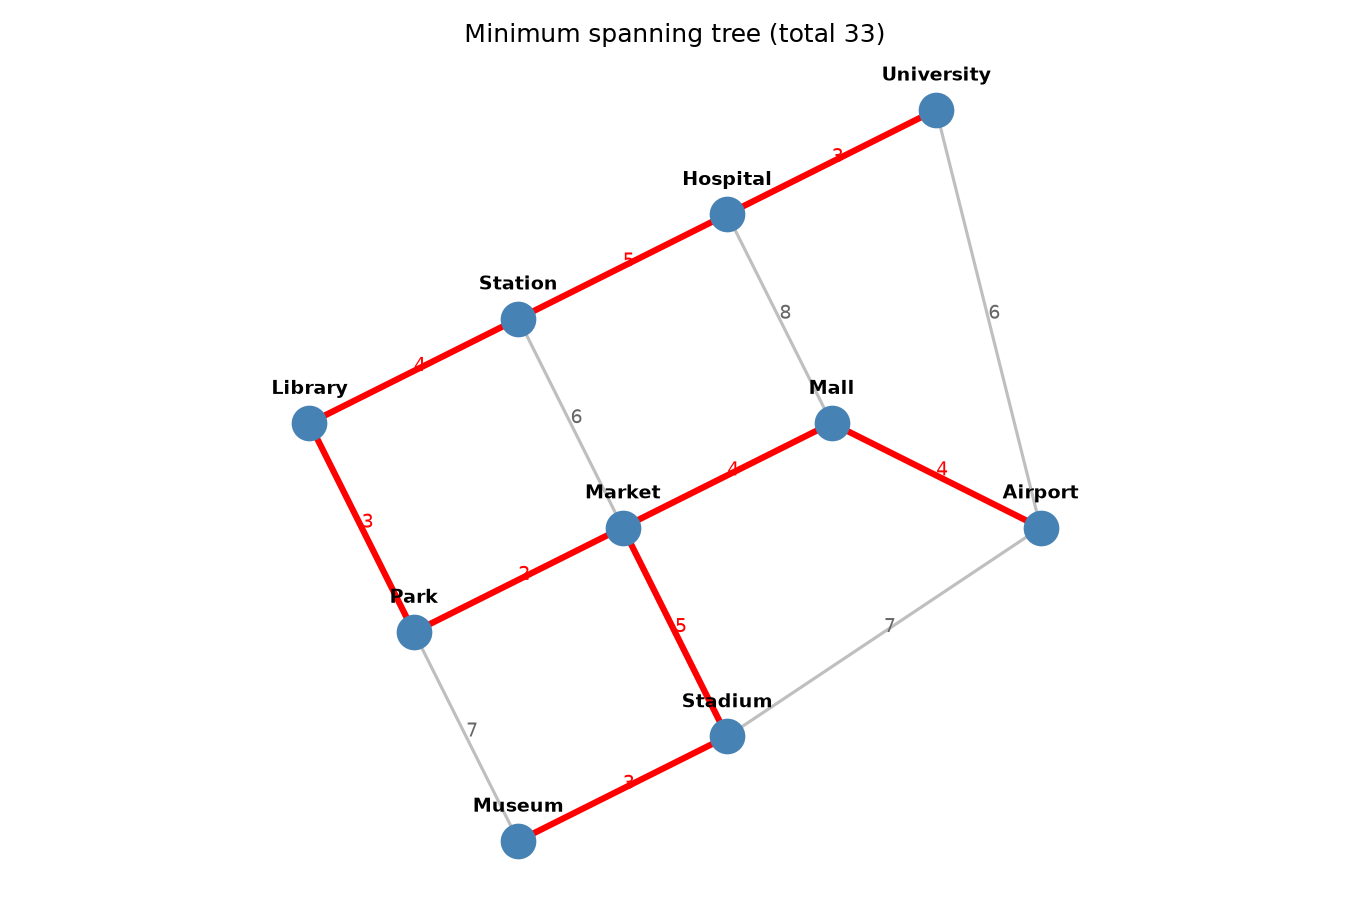 Minimum spanning tree (total 33)
University
3
Hospital
5
Station
8
6
4
Library
Mall
6
4
4
Market
Airport
3
2
Park
5
7
Stadium
7
3
Museum